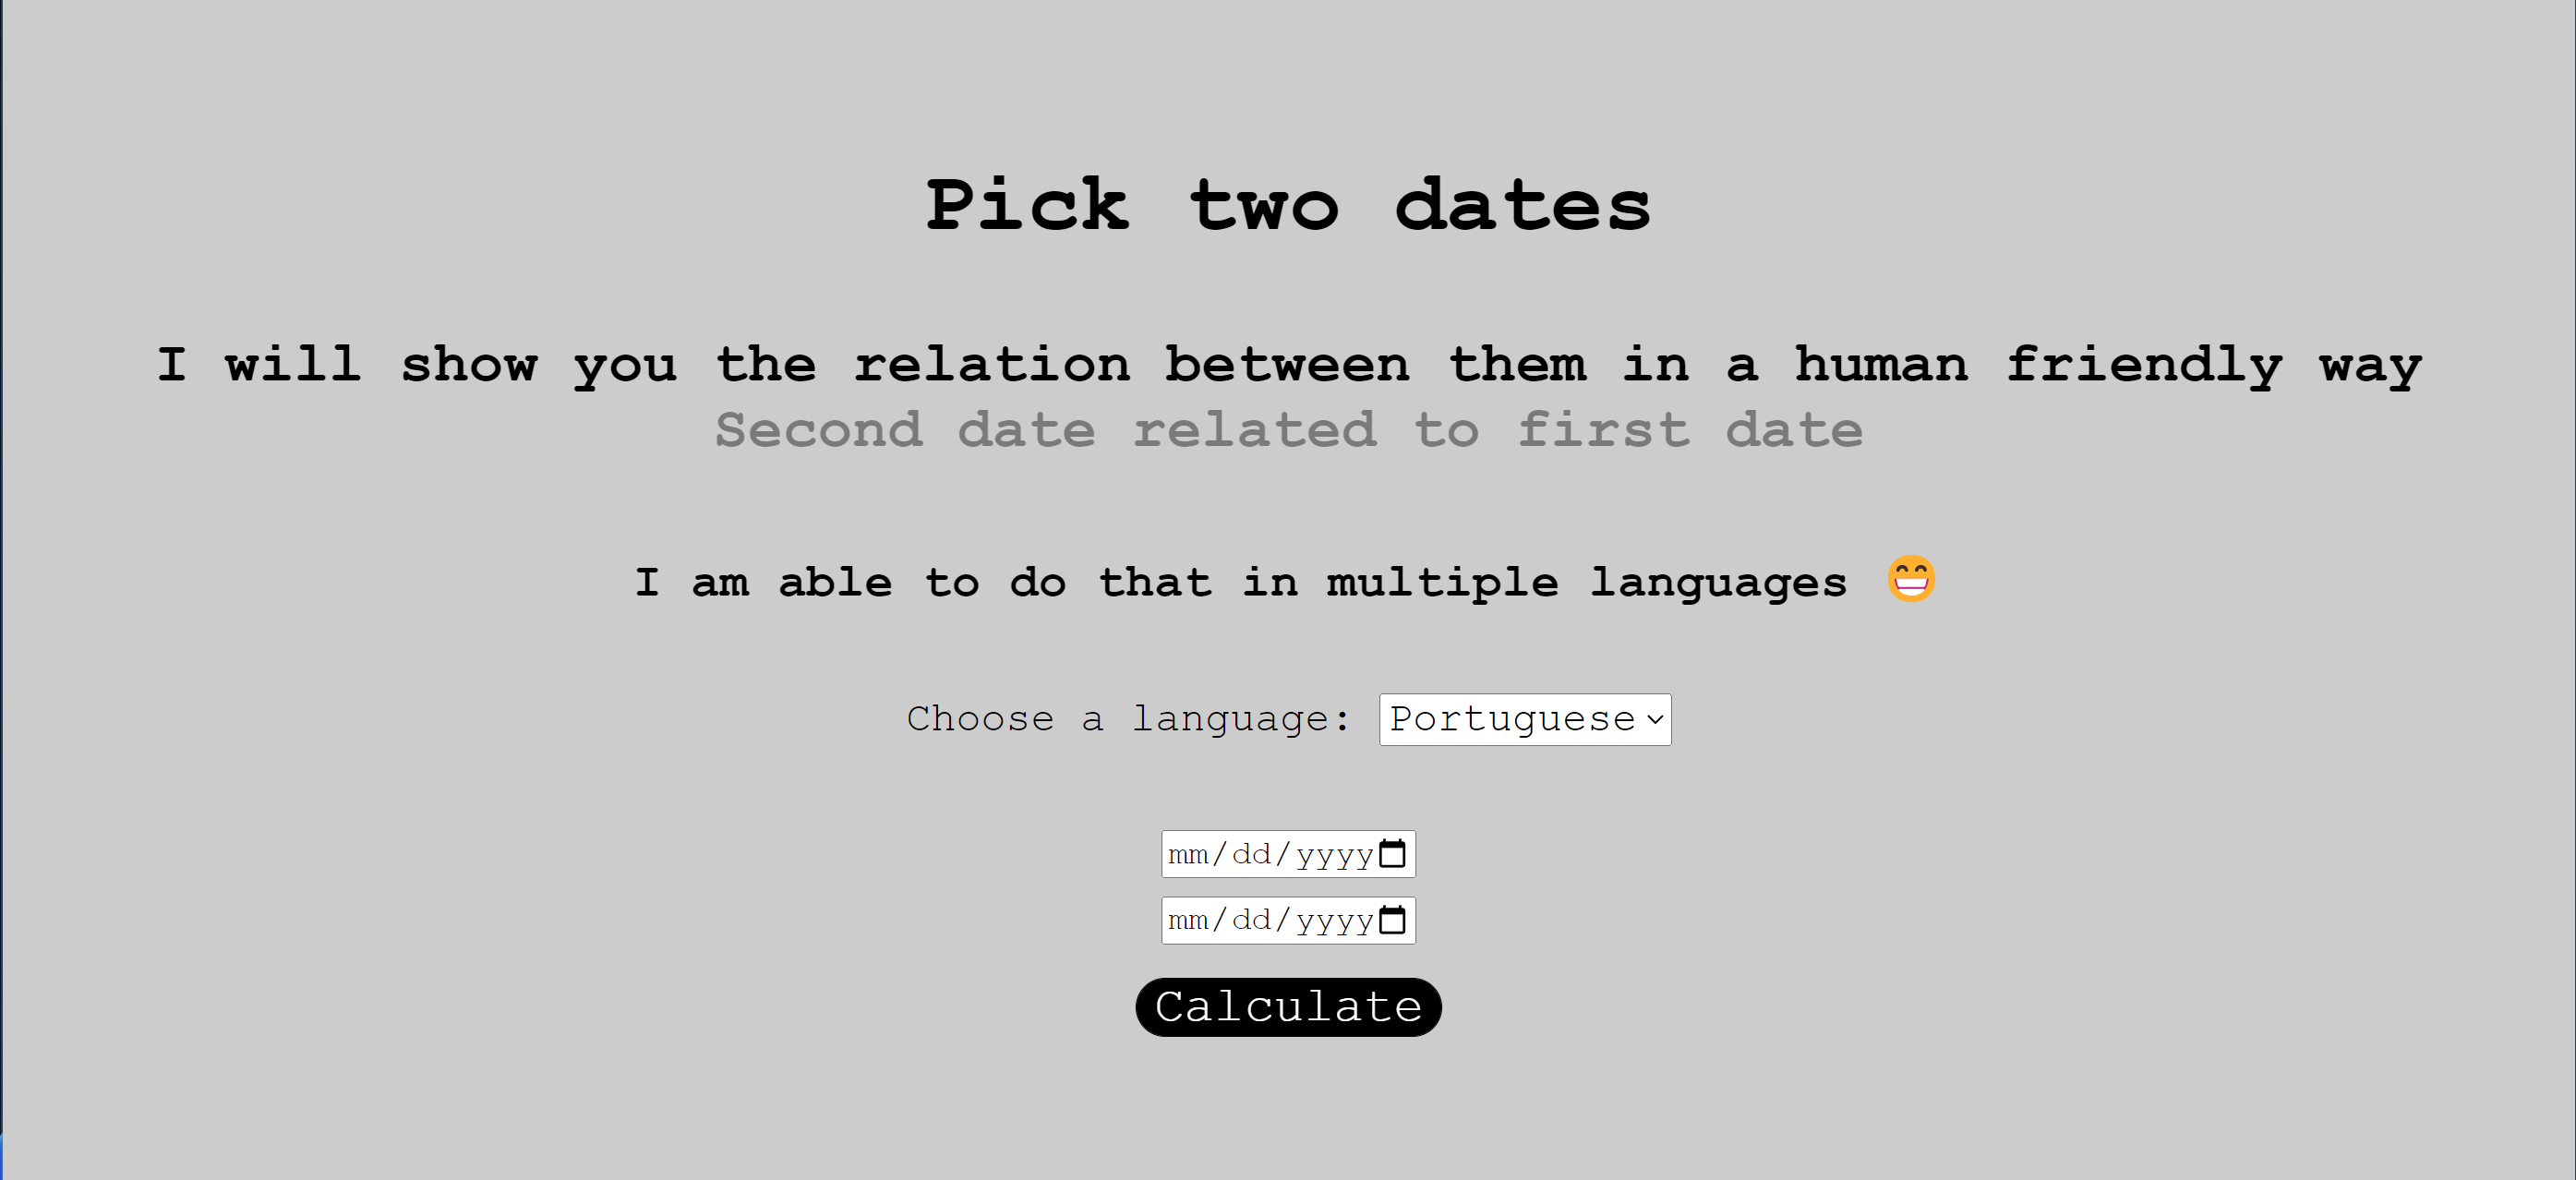 Pick two dates
I will show you the relation between them in a human friendly way
Second date related to first date
I am able to do that in multiple languages 😁
Choose a language: Portuguese
mm/dd/yyyy
mm/dd/yyyy
Calculate